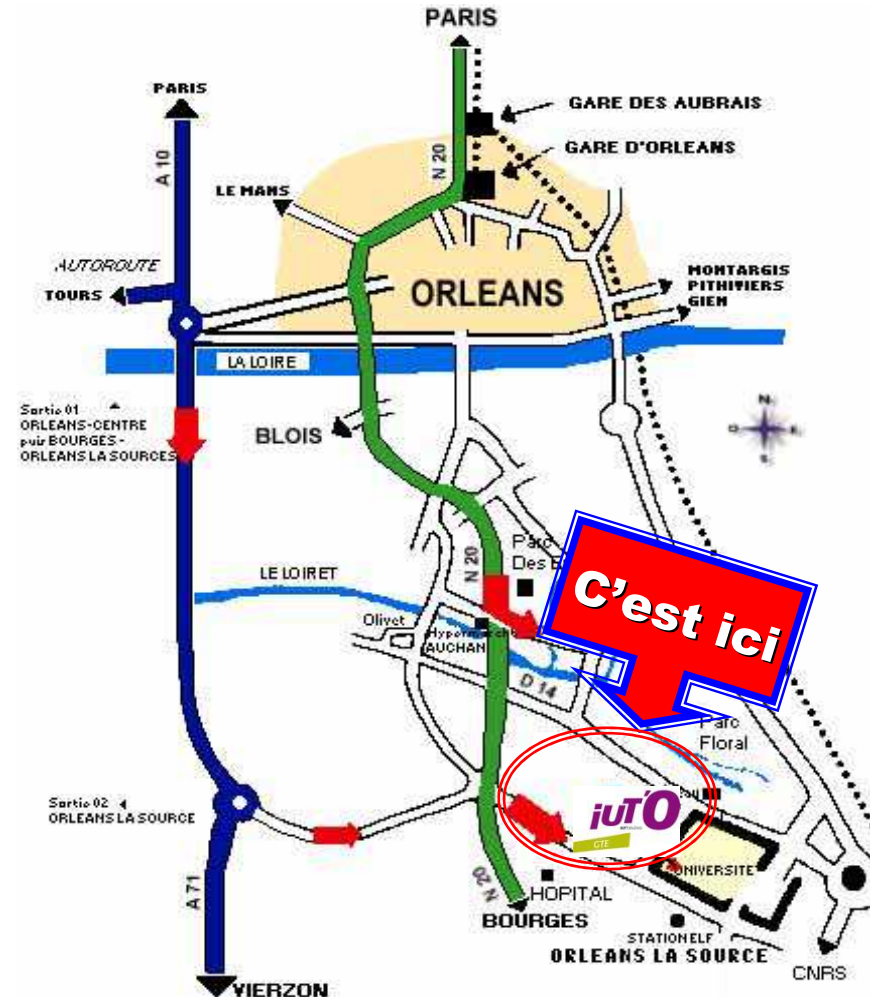 PARIS
PARIS
GARE DES AUBRAIS
GARE D'ORLEANS
A 10
N 20
LE MANS
AUTOROUTE
TOURS
ORLEANS
MONTARGIS
PITHIVIERS
GIEN
LA LOIRE
Sortie 01
ORLEANS-CENTRE
puis BOURGES -
ORLEANS LA SOURCES
BLOIS
N.
S.
N 20
Parc
Des
C'est ici
LE LOIRET
Olivet
Hypermarché
AUCHAN
D 14
Parc
Floral
Sortie 02
ORLEANS LA SOURCE
iUT'O
GTE
UNIVERSITE
A 71
N 20
HOPITAL
BOURGES
STATION ELF
ORLEANS LA SOURCE
CNRS
VIERZON